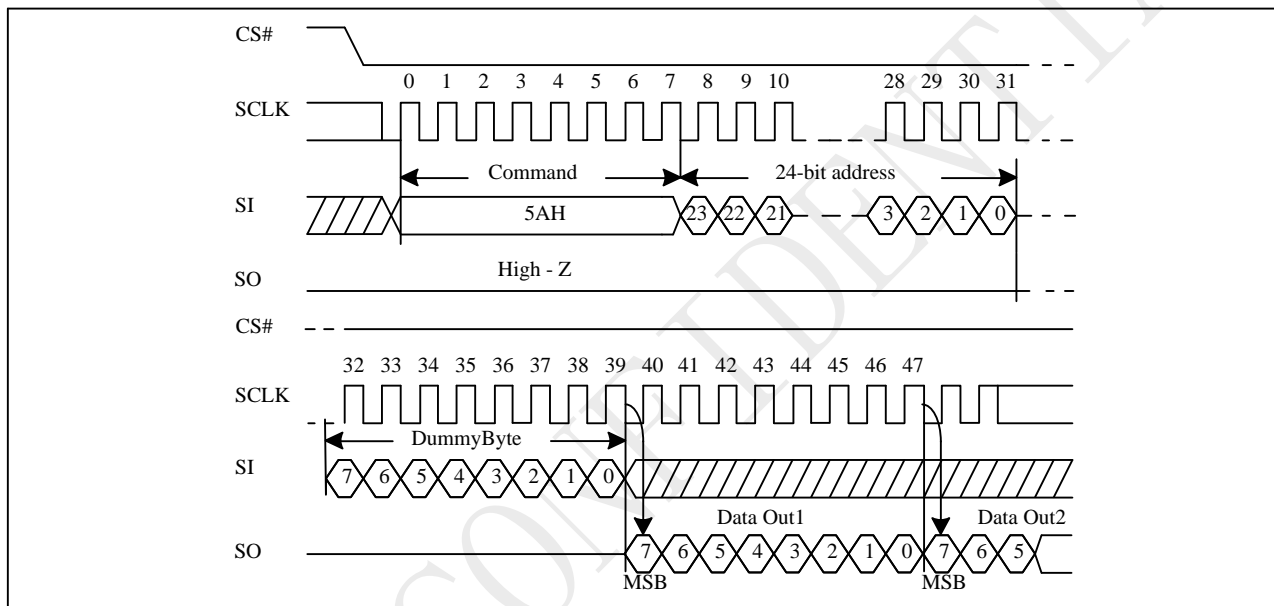 CS#
0 1 2 3 4 5 6 7 8 9 10 28 29 30 31
SCLK
Command 24-bit address
SI 5AH 23 22 21 3 2 1 0
SO High - Z
CS#
32 33 34 35 36 37 38 39 40 41 42 43 44 45 46 47
SCLK
DummyByte
SI 7 6 5 4 3 2 1 0
Data Out1 Data Out2
SO 7 6 5 4 3 2 1 0 7 6 5
MSB MSB